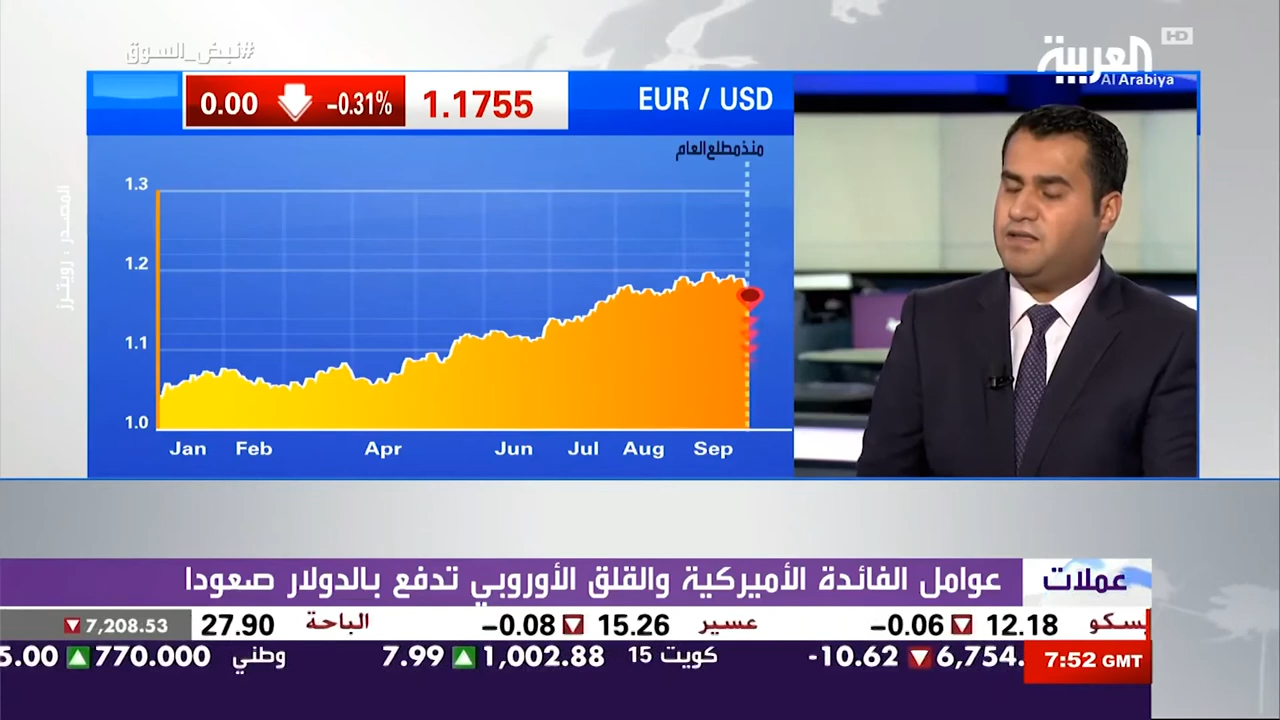 #نبض_السوق
العربية HD
Al Arabiya
0.00 -0.31% 1.1755 EUR / USD
منذ مطلع العام
المصدر : رويترز
1.3
1.2
1.1
1.0
Jan Feb Apr Jun Jul Aug Sep
عملات
عوامل الفائدة الأميركية والقلق الأوروبي تدفع بالدولار صعودا
بسكو 12.18 -0.06 عسير 15.26 -0.08 الباحة 27.90
7,208.53
6,754. -10.62 كويت 15 1,002.88 7.99 وطني 770.000 5.00
7:52 GMT